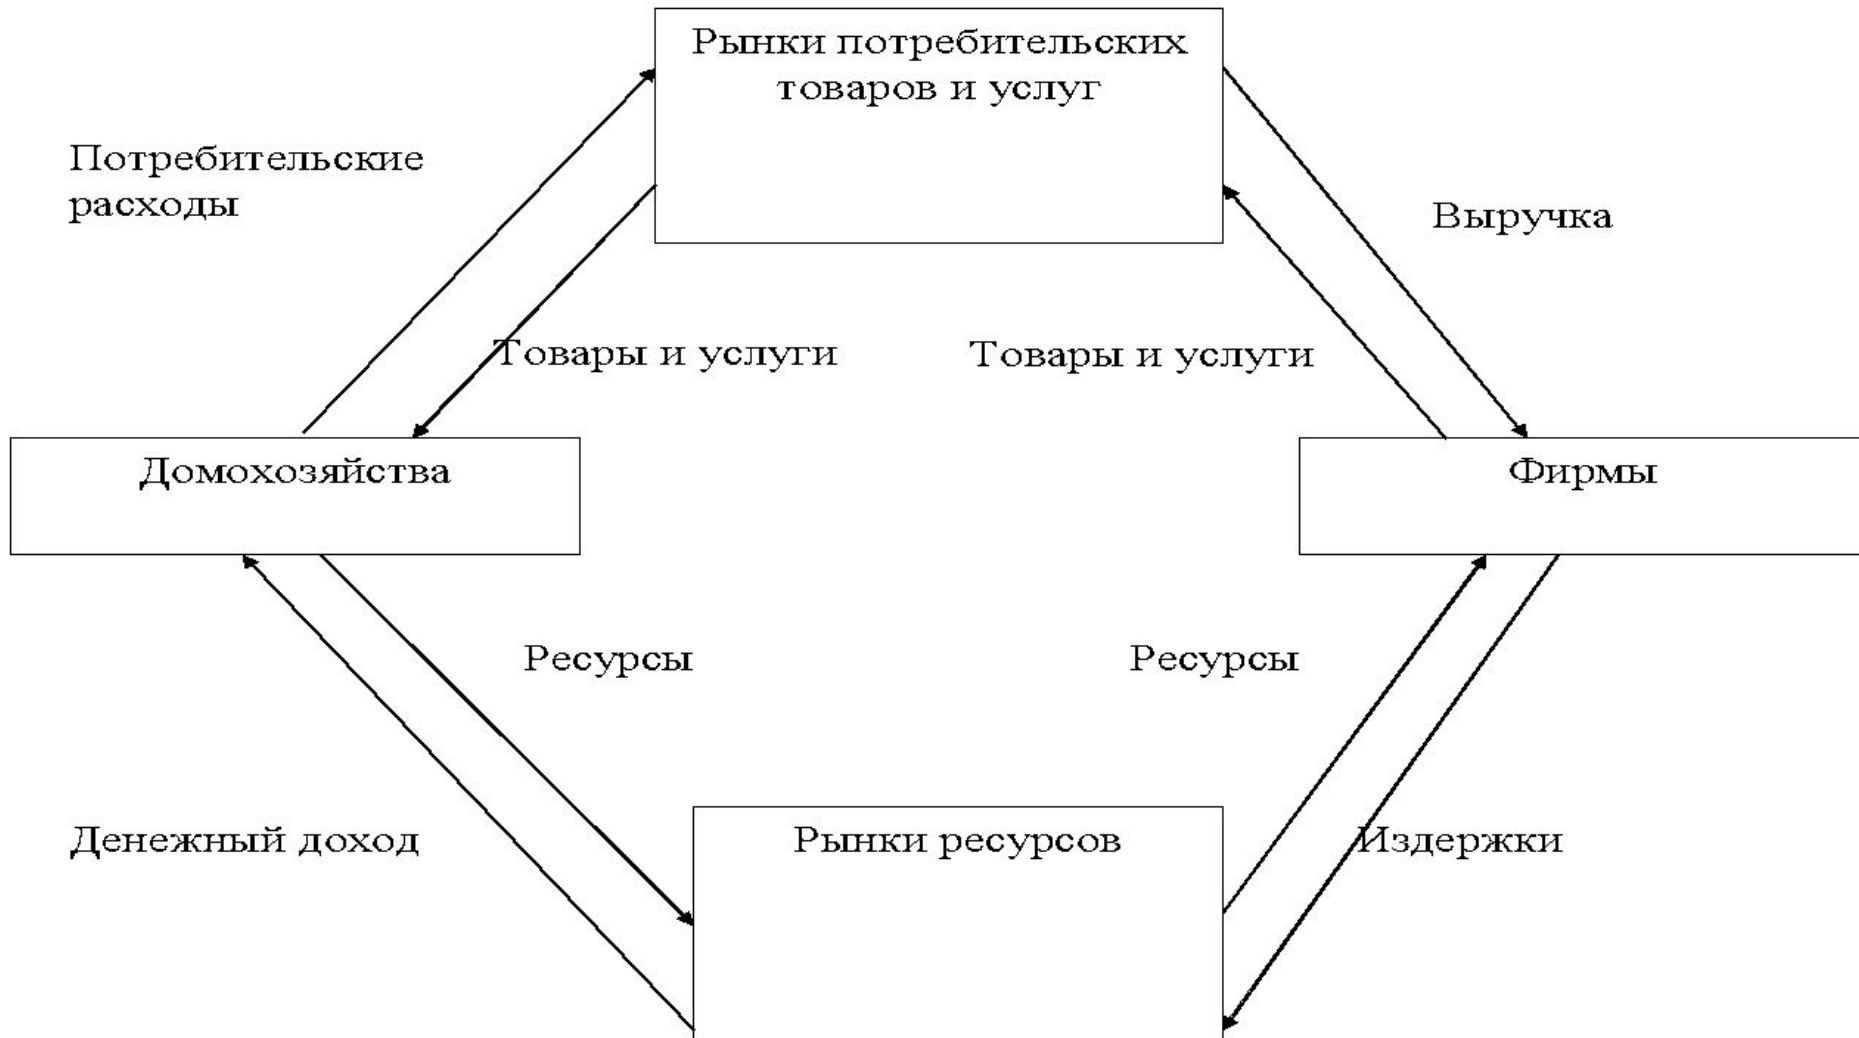 Рынки потребительских
товаров и услуг
Потребительские
расходы
Выручка
Товары и услуги
Товары и услуги
Домохозяйства
Фирмы
Ресурсы
Ресурсы
Денежный доход
Рынки ресурсов
Издержки